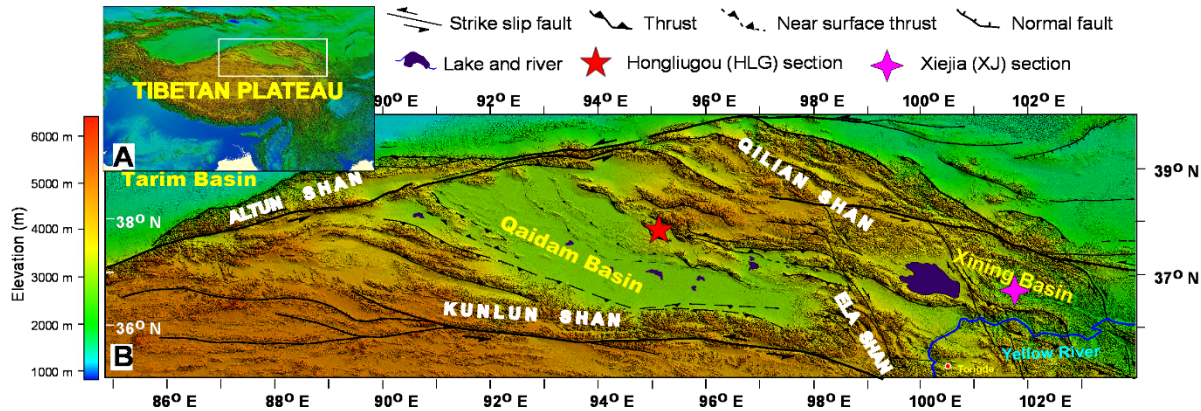 Strike slip fault
Thrust
Near surface thrust
Normal fault
Lake and river
Hongliugou (HLG) section
Xiejia (XJ) section
TIBETAN PLATEAU
A
90° E
92° E
94° E
96° E
98° E
100° E
102° E
6000 m
5000 m
4000 m
3000 m
2000 m
1000 m
Elevation (m)
Tarim Basin
ALTUN SHAN
QILIAN SHAN
39° N
38° N
Qaidam Basin
Xining Basin
37° N
KUNLUN SHAN
ELA SHAN
36° N
Yellow River
Tongde
B
86° E
88° E
90° E
92° E
94° E
96° E
98° E
100° E
102° E